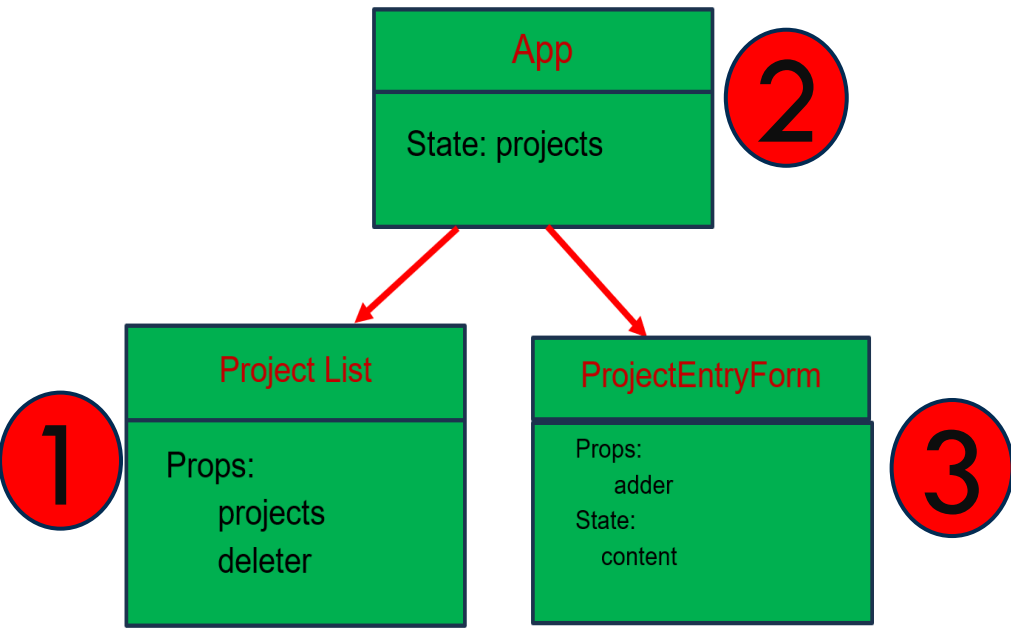 App
2
State: projects
Project List
1
Props:
projects
deleter
ProjectEntryForm
3
Props:
adder
State:
content